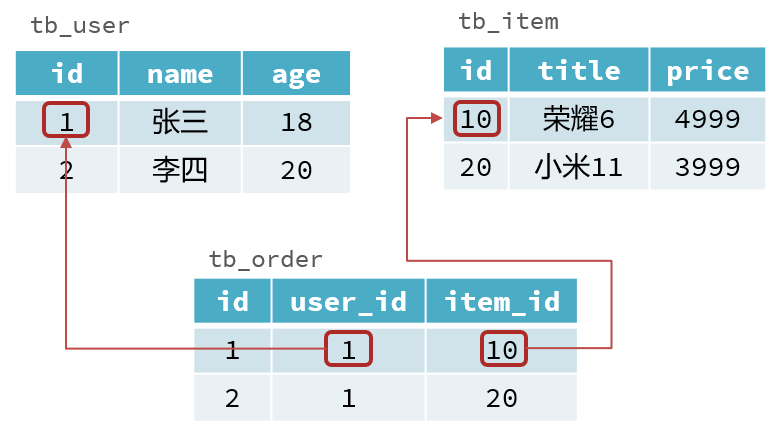 tb_user
id name age
1 张三 18
2 李四 20
tb_item
id title price
10 荣耀6 4999
20 小米11 3999
tb_order
id user_id item_id
1 1 10
2 1 20